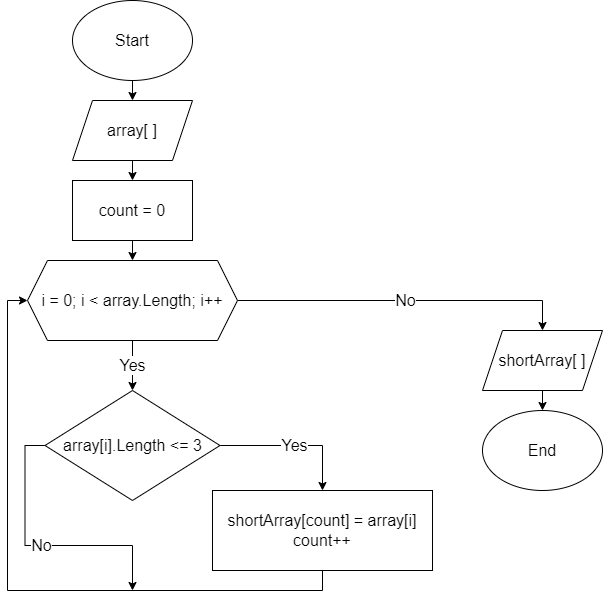 Start
array[ ]
count = 0
i = 0; i < array.Length; i++
No
Yes
shortArray[ ]
array[i].Length <= 3
Yes
End
shortArray[count] = array[i]
count++
No